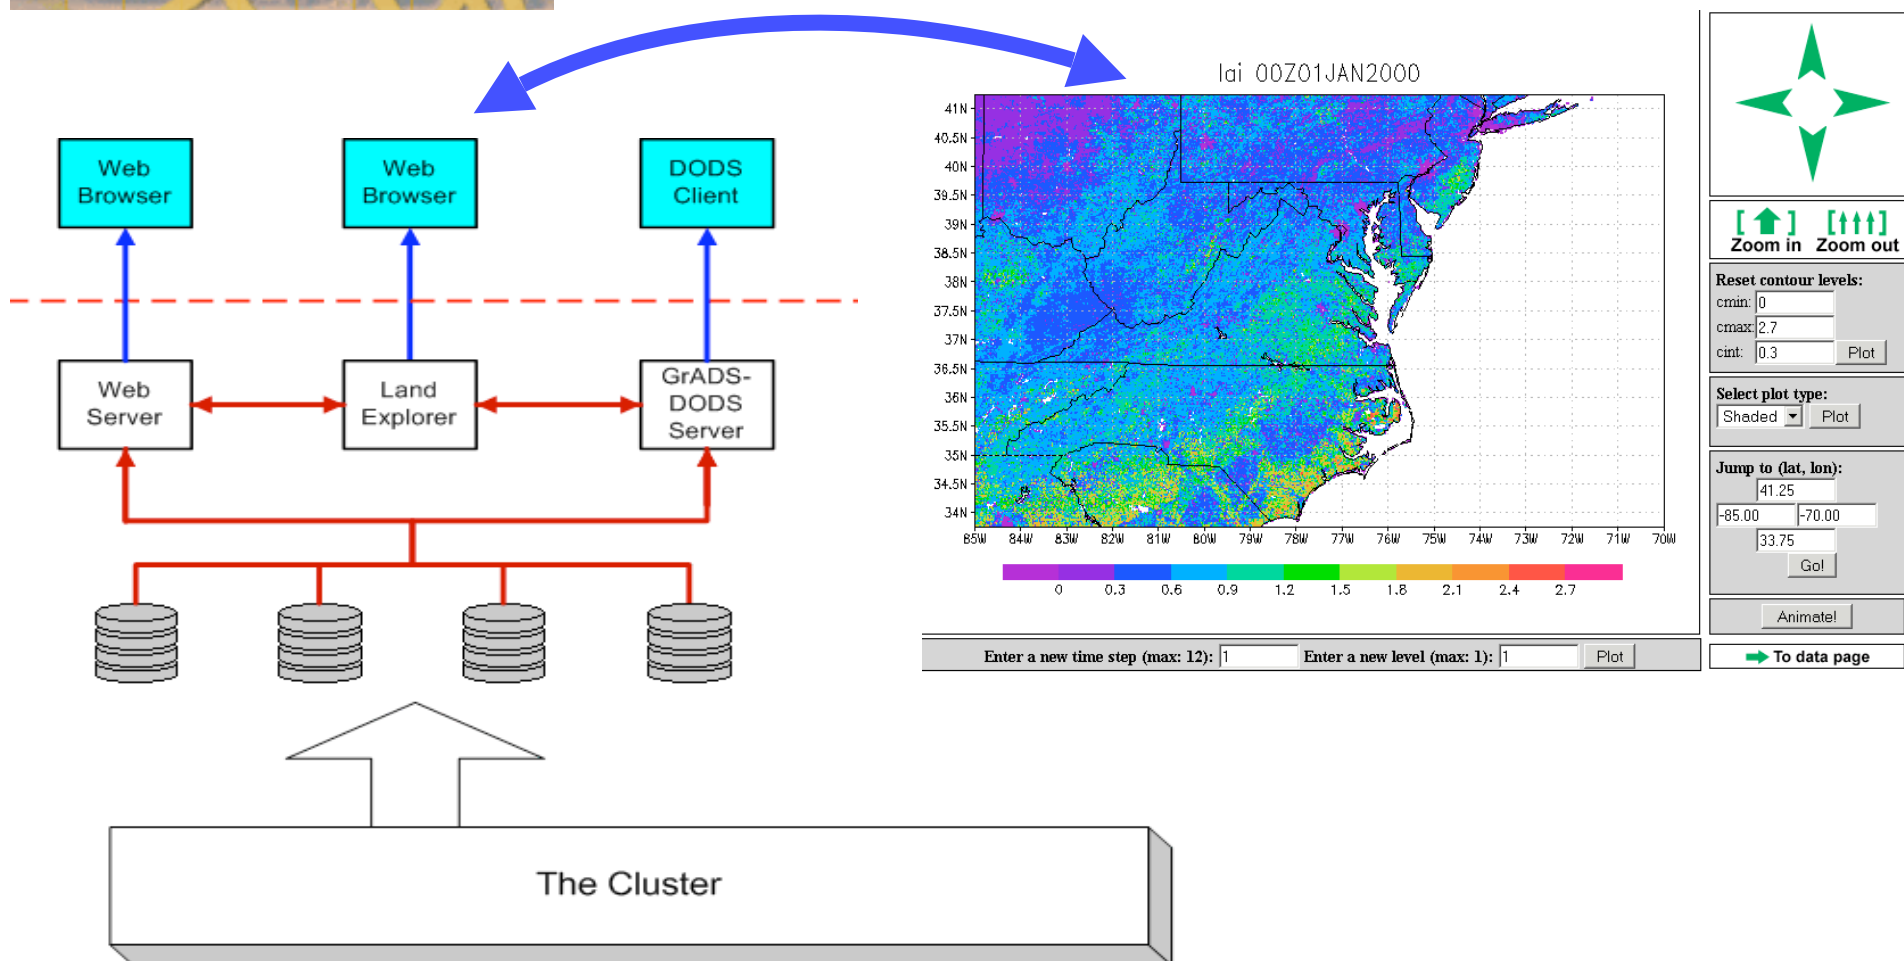 Web
Browser
Web
Browser
DODS
Client
Web
Server
Land
Explorer
GrADS-
DODS
Server
The Cluster
lai 00Z01JAN2000
41N
40.5N
40N
39.5N
39N
38.5N
38N
37.5N
37N
36.5N
36N
35.5N
35N
34.5N
34N
85W 84W 83W 82W 81W 80W 79W 78W 77W 76W 75W 74W 73W 72W 71W 70W
0 0.3 0.6 0.9 1.2 1.5 1.8 2.1 2.4 2.7
Enter a new time step (max: 12): 1 Enter a new level (max: 1): 1 Plot
Zoom in Zoom out
Reset contour levels:
cmin: 0
cmax: 2.7
cint: 0.3 Plot
Select plot type:
Shaded Plot
Jump to (lat, lon):
41.25
-85.00 -70.00
33.75
Go!
Animate!
To data page